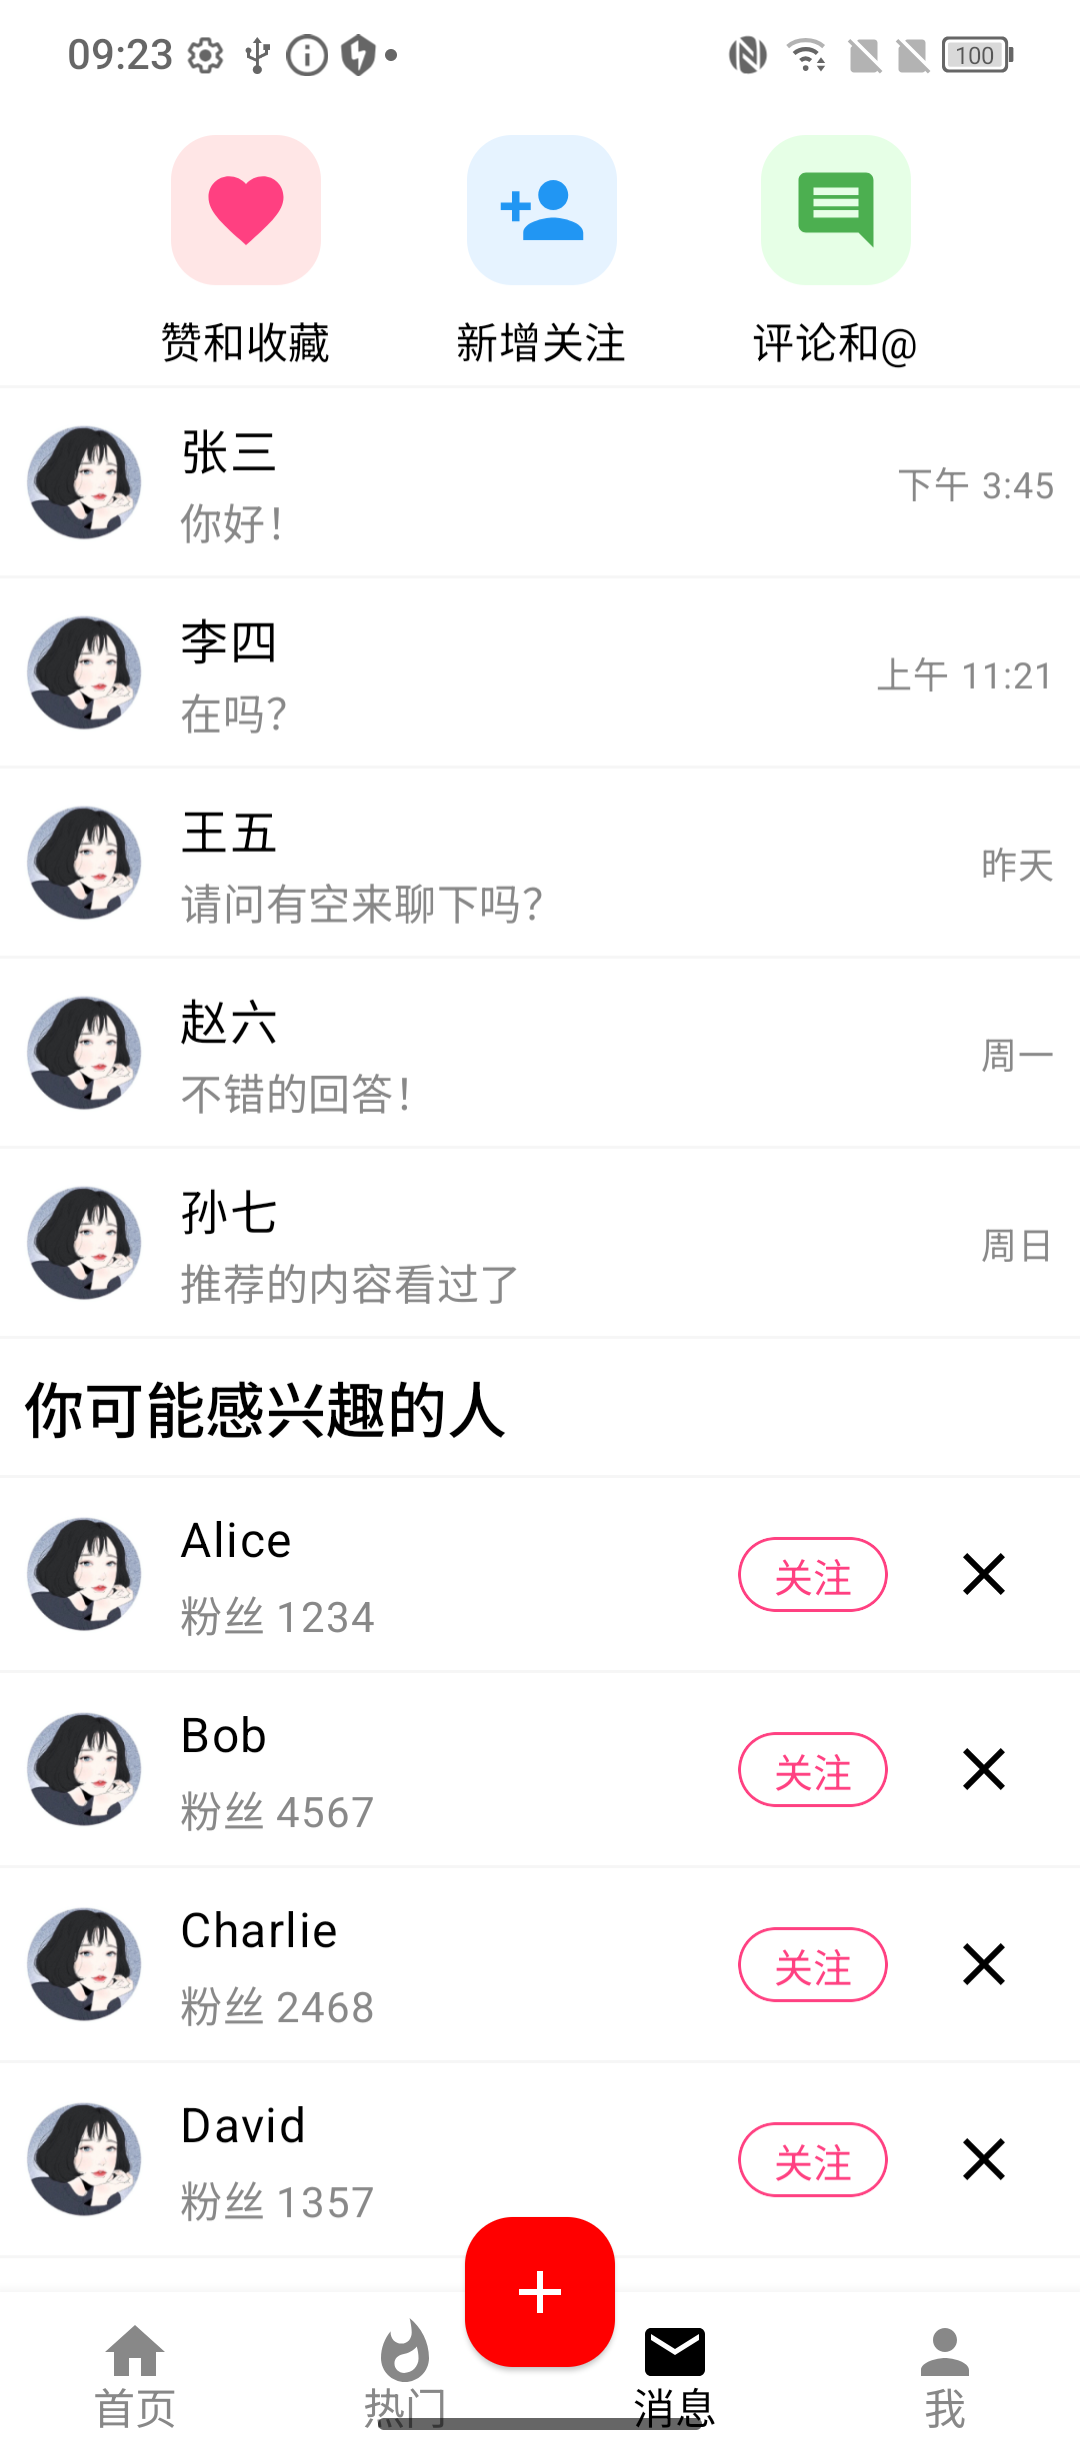 09:23
100
赞和收藏 新增关注 评论和@
张三
你好！
下午 3:45
李四
在吗？
上午 11:21
王五
请问有空来聊下吗？
昨天
赵六
不错的回答！
周一
孙七
推荐的内容看过了
周日
你可能感兴趣的人
Alice
粉丝 1234
关注
Bob
粉丝 4567
关注
Charlie
粉丝 2468
关注
David
粉丝 1357
关注
首页 热门 消息 我